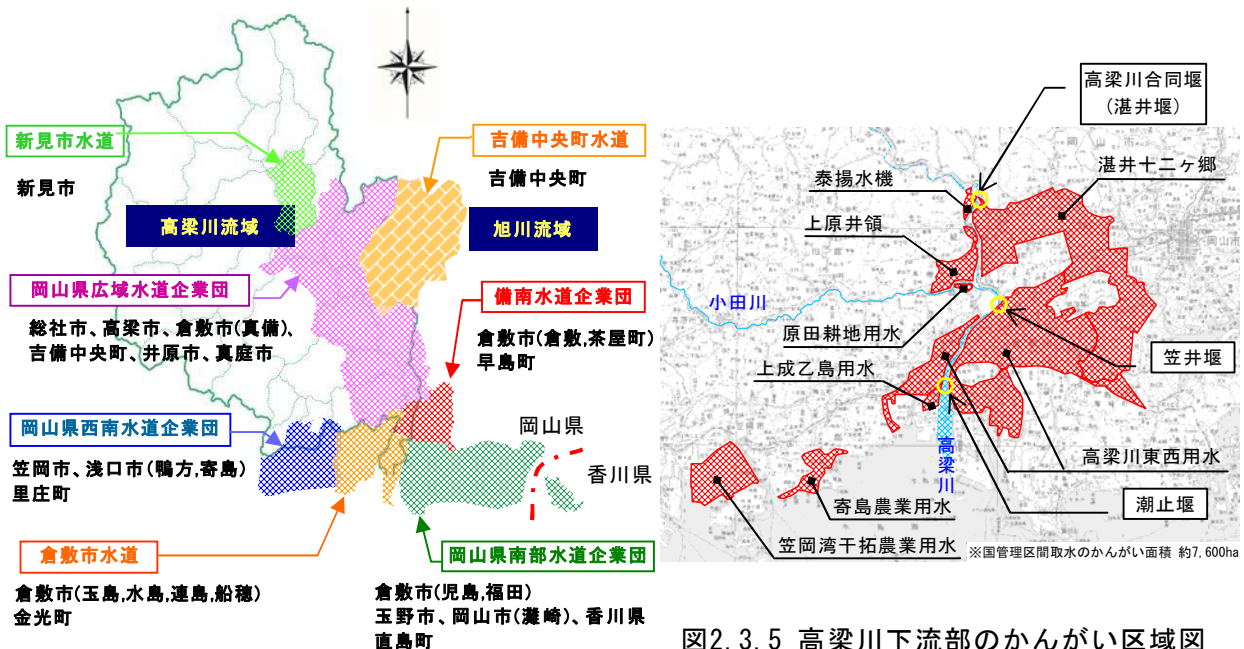 新見市水道
新見市
吉備中央町水道
吉備中央町
高梁川流域
旭川流域
岡山県広域水道企業団
総社市、高梁市、倉敷市(真備)、
吉備中央町、井原市、真庭市
備南水道企業団
倉敷市(倉敷,茶屋町)
早島町
岡山県西南水道企業団
笠岡市、浅口市(鴨方,寄島)
里庄町
岡山県
香川県
倉敷市水道
倉敷市(玉島,水島,連島,船穂)
金光町
岡山県南部水道企業団
倉敷市(児島,福田)
玉野市、岡山市(灘崎)、香川県
直島町
高梁川合同堰
(湛井堰)
泰揚水機
湛井十二ヶ郷
上原井領
小田川
原田耕地用水
笠井堰
上成乙島用水
高梁川
高梁川東西用水
潮止堰
寄島農業用水
笠岡湾干拓農業用水
※国管理区間取水のかんがい面積 約7,600ha
図2.3.5 高梁川下流部のかんがい区域図